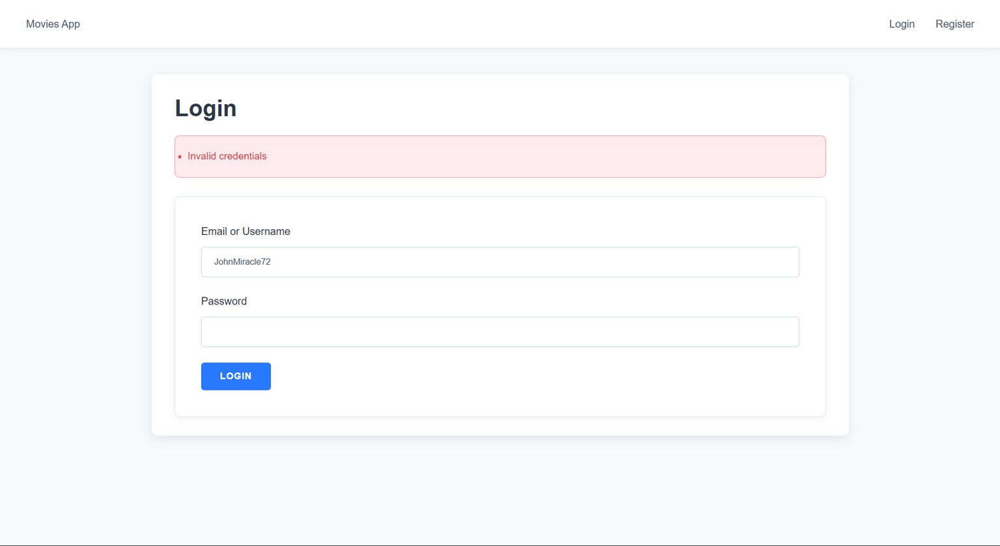 Movies App
Login Register
Login
Invalid credentials
Email or Username
JohnMiracle72
Password
LOGIN